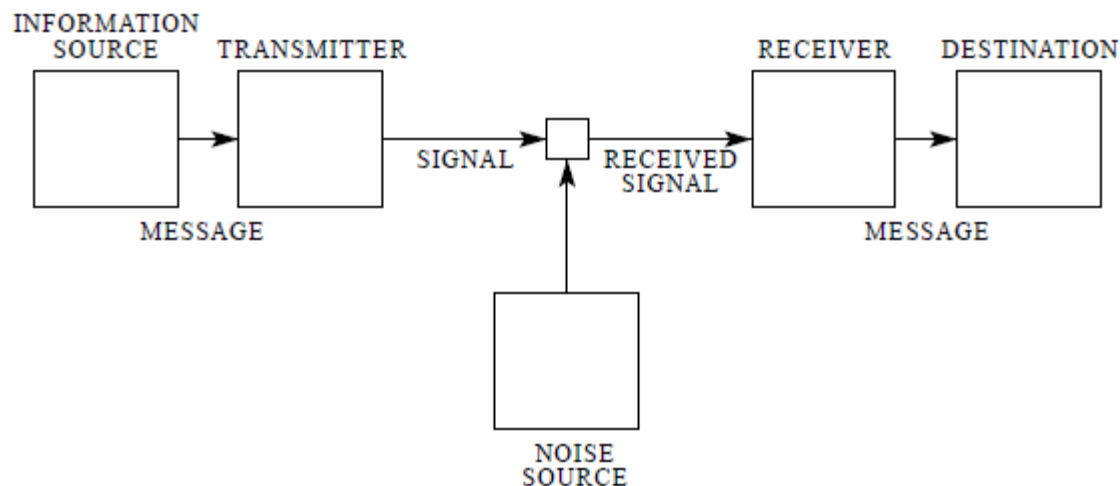 INFORMATION
SOURCE
TRANSMITTER
RECEIVER
DESTINATION
SIGNAL
RECEIVED
SIGNAL
MESSAGE
MESSAGE
NOISE
SOURCE